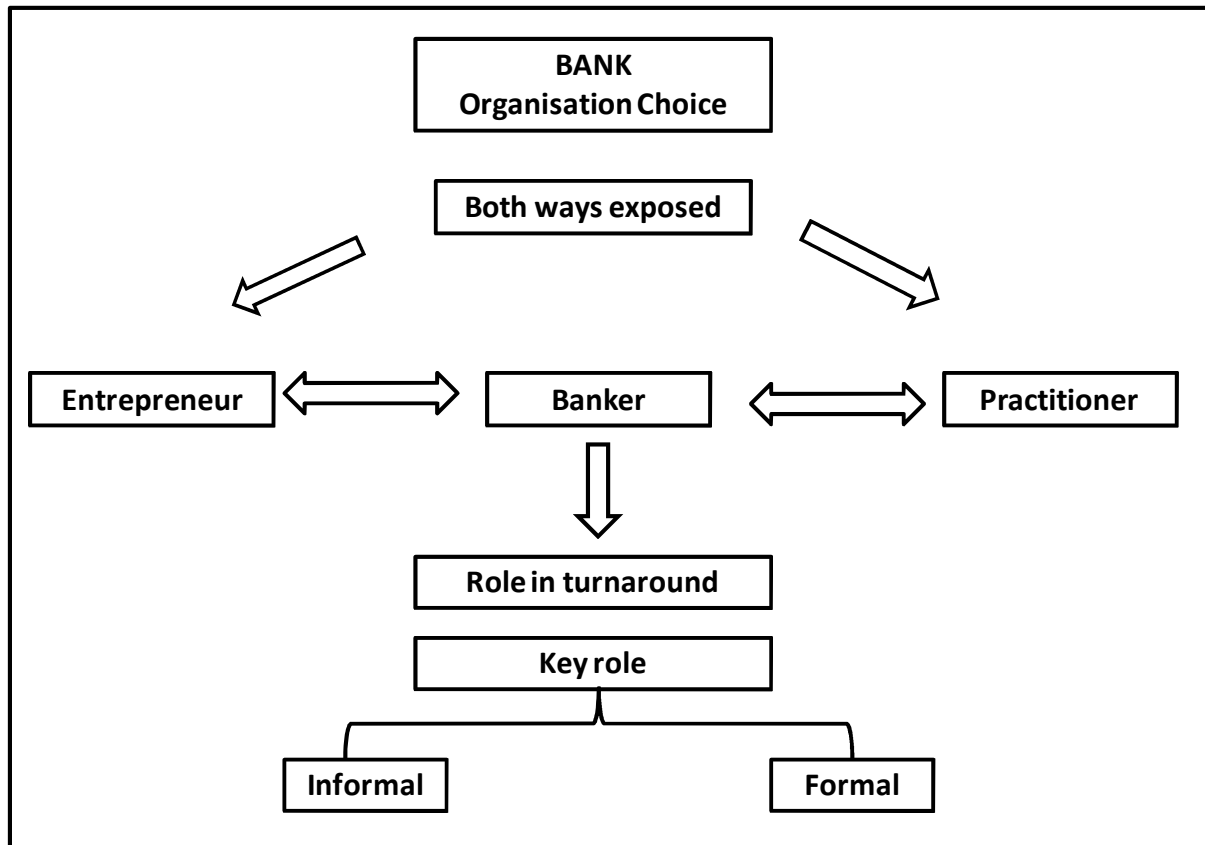 BANK
Organisation Choice
Both ways exposed
Entrepreneur
Banker
Practitioner
Role in turnaround
Key role
Informal
Formal